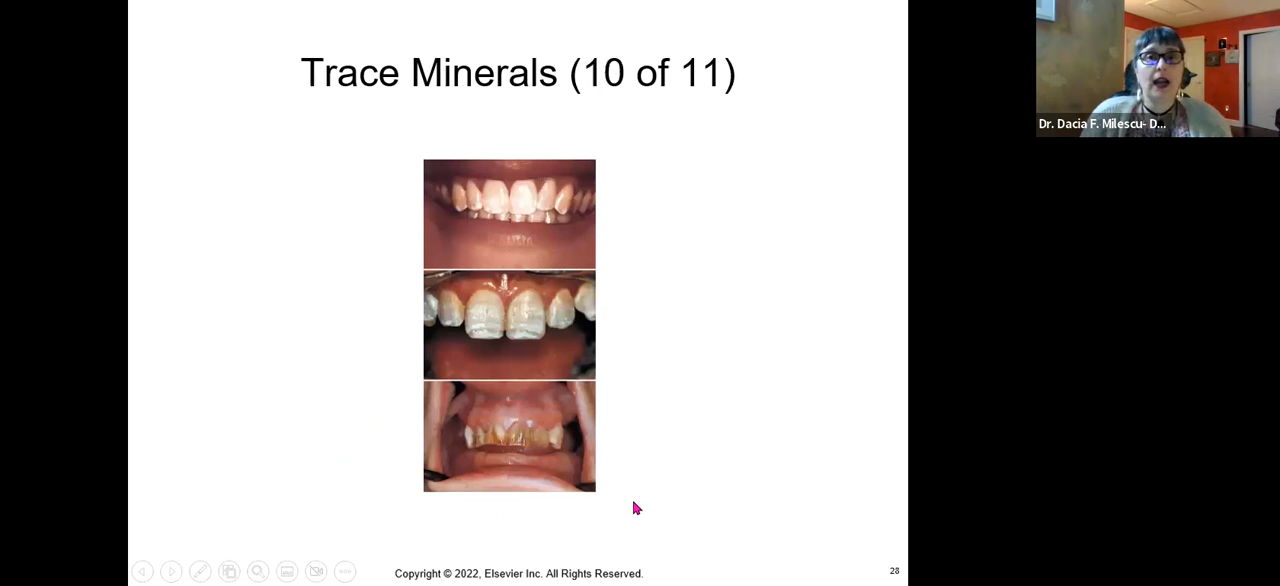 Trace Minerals (10 of 11)
Dr. Dacia F. Milescu- D...
Copyright © 2022, Elsevier Inc. All Rights Reserved.
28